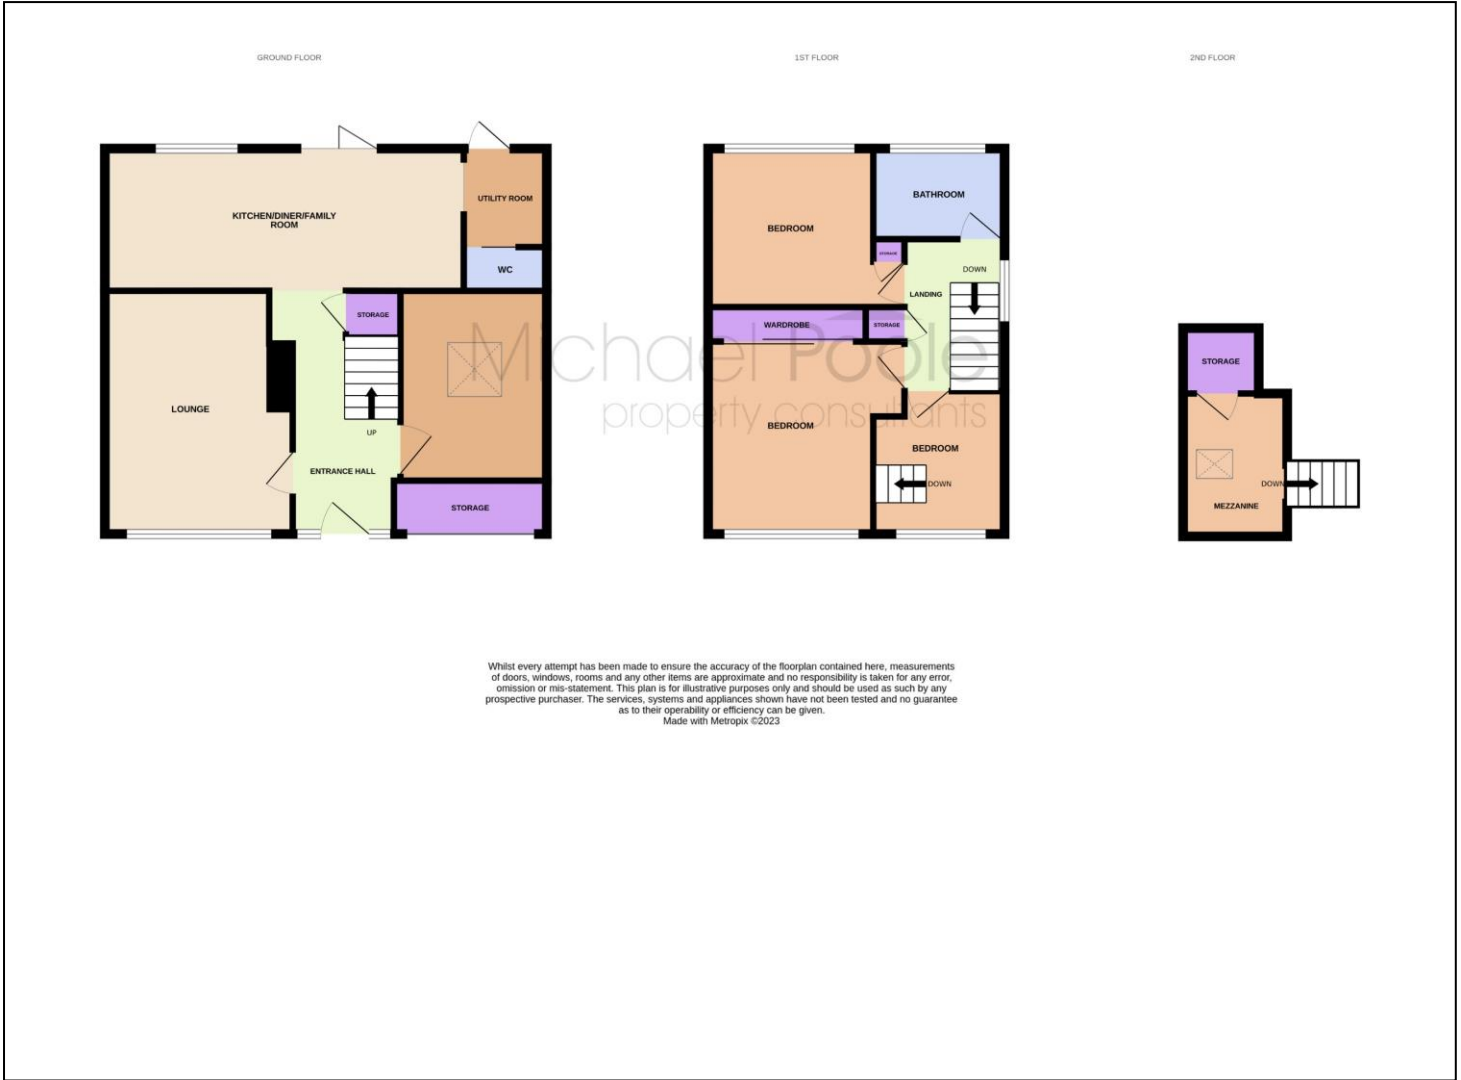 GROUND FLOOR
1ST FLOOR
2ND FLOOR
KITCHEN/DINER/FAMILY
ROOM
UTILITY ROOM
WC
STORAGE
LOUNGE
UP
ENTRANCE HALL
STORAGE
BATHROOM
BEDROOM
STORAGE
DOWN
LANDING
WARDROBE
STORAGE
BEDROOM
BEDROOM
DOWN
STORAGE
DOWN
MEZZANINE
Michael Poole
property consultants
Whilst every attempt has been made to ensure the accuracy of the floorplan contained here, measurements
of doors, windows, rooms and any other items are approximate and no responsibility is taken for any error,
omission or mis-statement. This plan is for illustrative purposes only and should be used as such by any
prospective purchaser. The services, systems and appliances shown have not been tested and no guarantee
as to their operability or efficiency can be given.
Made with Metropix ©2023